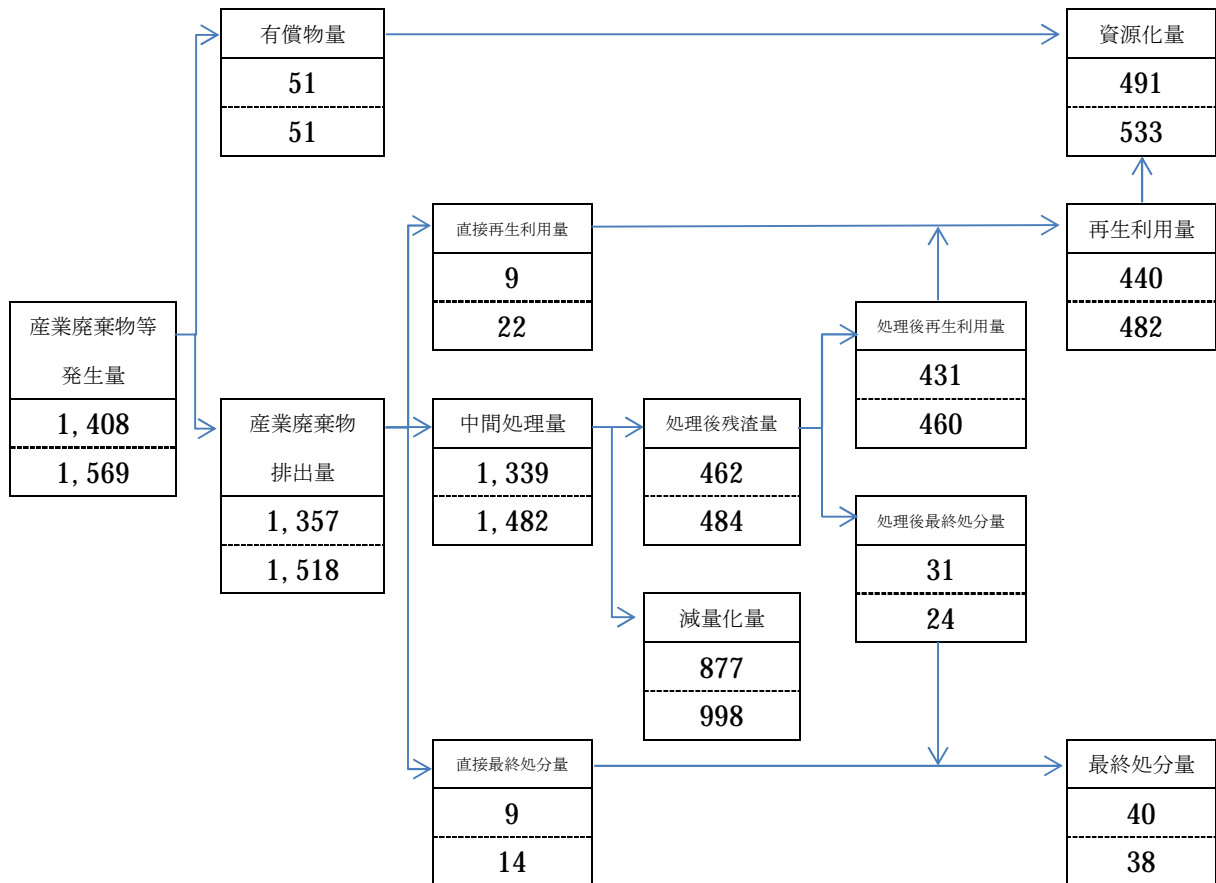 有償物量
51
51
資源化量
491
533
直接再生利用量
9
22
再生利用量
440
482
産業廃棄物等
発生量
1,408
1,569
処理後再生利用量
431
460
産業廃棄物
排出量
1,357
1,518
中間処理量
1,339
1,482
処理後残渣量
462
484
処理後最終処分量
31
24
減量化量
877
998
直接最終処分量
9
14
最終処分量
40
38